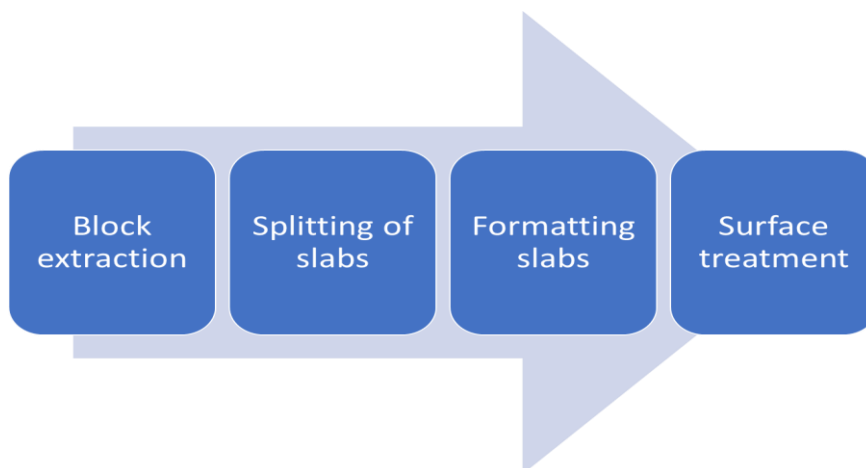 Block
extraction
Splitting of
slabs
Formatting
slabs
Surface
treatment